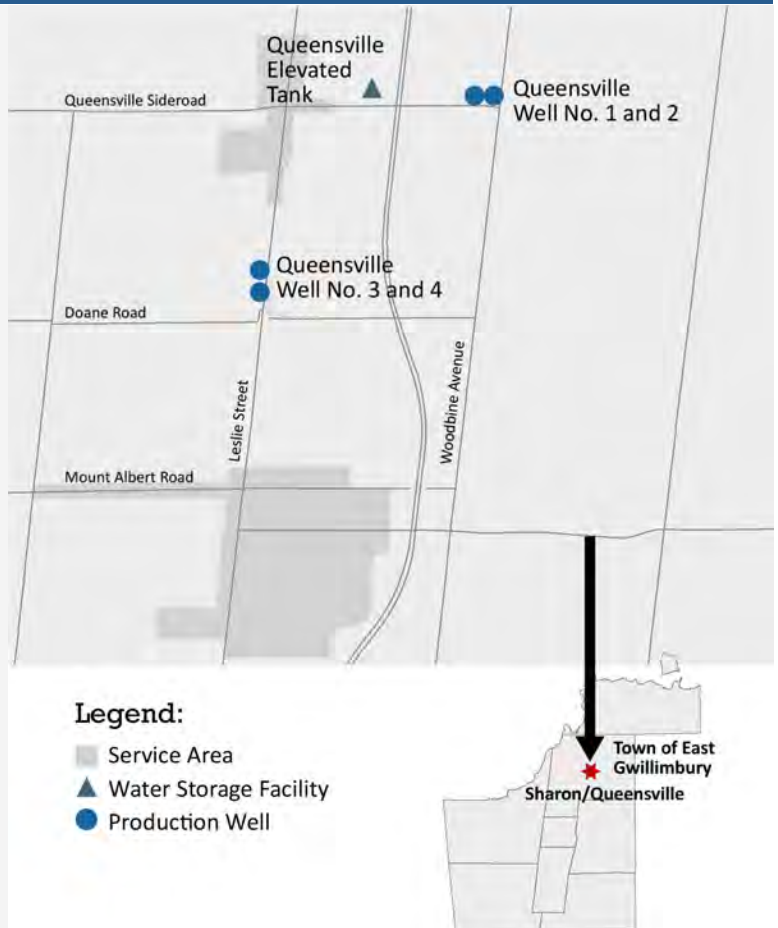 Queensville
Elevated
Tank
Queensville
Well No. 1 and 2
Queensville Sideroad
Queensville
Well No. 3 and 4
Doane Road
Leslie Street
Woodbine Avenue
Mount Albert Road
Legend:
Service Area
Water Storage Facility
Production Well
Town of East
Gwillimbury
Sharon/Queensville